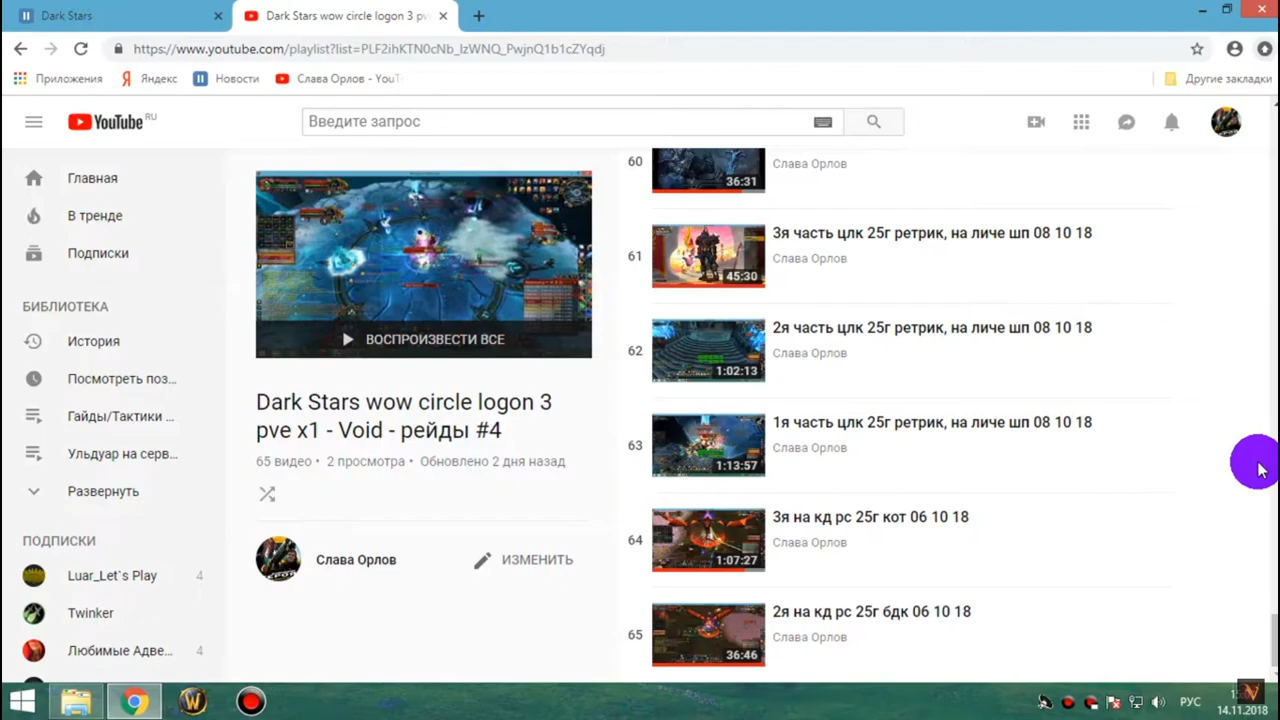 Dark Stars
Dark Stars wow circle logon 3 pv
https://www.youtube.com/playlist?list=PLF2ihKTN0cNb_IzWNQ_PwjnQ1b1cZYqdj
Приложения
Яндекс
Новости
Слава Орлов - YouT
Другие закладки
YouTube RU
Введите запрос
Главная
В тренде
Подписки
БИБЛИОТЕКА
История
Посмотреть поз...
Гайды/Тактики ...
Ульдуар на серв...
Развернуть
ПОДПИСКИ
Luar_Let`s Play 4
Twinker
Любимые Адве... 4
ВОСПРОИЗВЕСТИ ВСЕ
Dark Stars wow circle logon 3
pve x1 - Void - рейды #4
65 видео • 2 просмотра • Обновлено 2 дня назад
Слава Орлов
ИЗМЕНИТЬ
60
36:31
Слава Орлов
61
45:30
3я часть цлк 25г ретрик, на личе шп 08 10 18
Слава Орлов
62
1:02:13
2я часть цлк 25г ретрик, на личе шп 08 10 18
Слава Орлов
63
1:13:57
1я часть цлк 25г ретрик, на личе шп 08 10 18
Слава Орлов
64
1:07:27
3я на кд рс 25г кот 06 10 18
Слава Орлов
65
36:46
2я на кд рс 25г бдк 06 10 18
Слава Орлов
РУС
14.11.2018